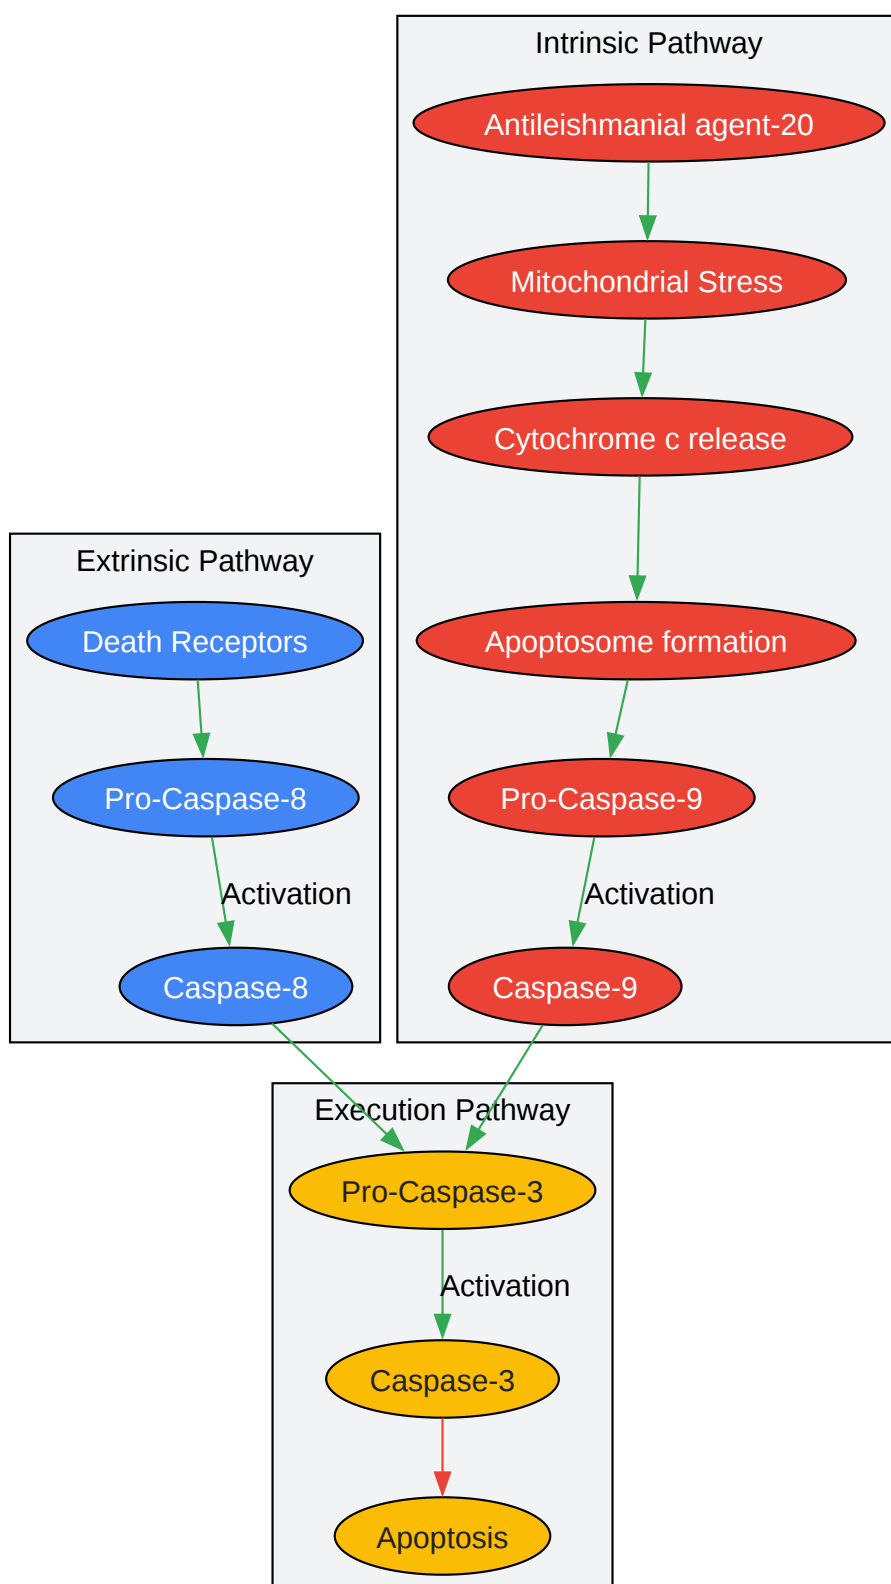 Intrinsic Pathway
Antileishmanial agent-20
Mitochondrial Stress
Cytochrome c release
Apoptosome formation
Pro-Caspase-9
Activation
Caspase-9
Extrinsic Pathway
Death Receptors
Pro-Caspase-8
Activation
Caspase-8
Execution Pathway
Pro-Caspase-3
Activation
Caspase-3
Apoptosis